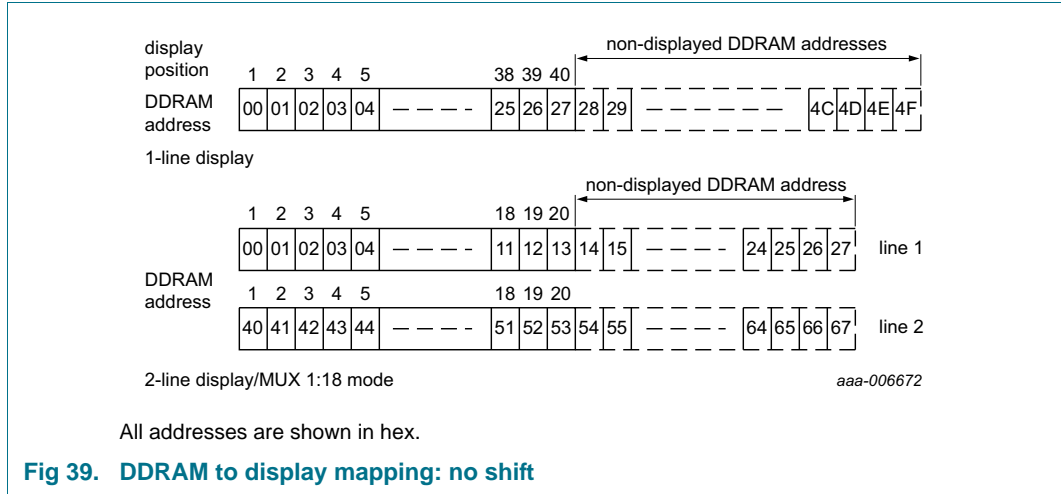 display position
non-displayed DDRAM addresses
1 2 3 4 5 38 39 40
DDRAM address
00 01 02 03 04 25 26 27 28 29 4C 4D 4E 4F
1-line display
non-displayed DDRAM address
1 2 3 4 5 18 19 20
00 01 02 03 04 11 12 13 14 15 24 25 26 27 line 1
DDRAM address
1 2 3 4 5 18 19 20
40 41 42 43 44 51 52 53 54 55 64 65 66 67 line 2
2-line display/MUX 1:18 mode
aaa-006672
All addresses are shown in hex.
Fig 39. DDRAM to display mapping: no shift